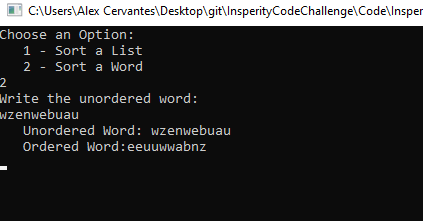 C:\Users\Alex Cervantes\Desktop\git\InsperityCodeChallenge\Code\Insper
Choose an Option:
1 - Sort a List
2 - Sort a Word
2
Write the unordered word:
wzenwebuau
Unordered Word: wzenwebuau
Ordered Word:eeuuwwabnz